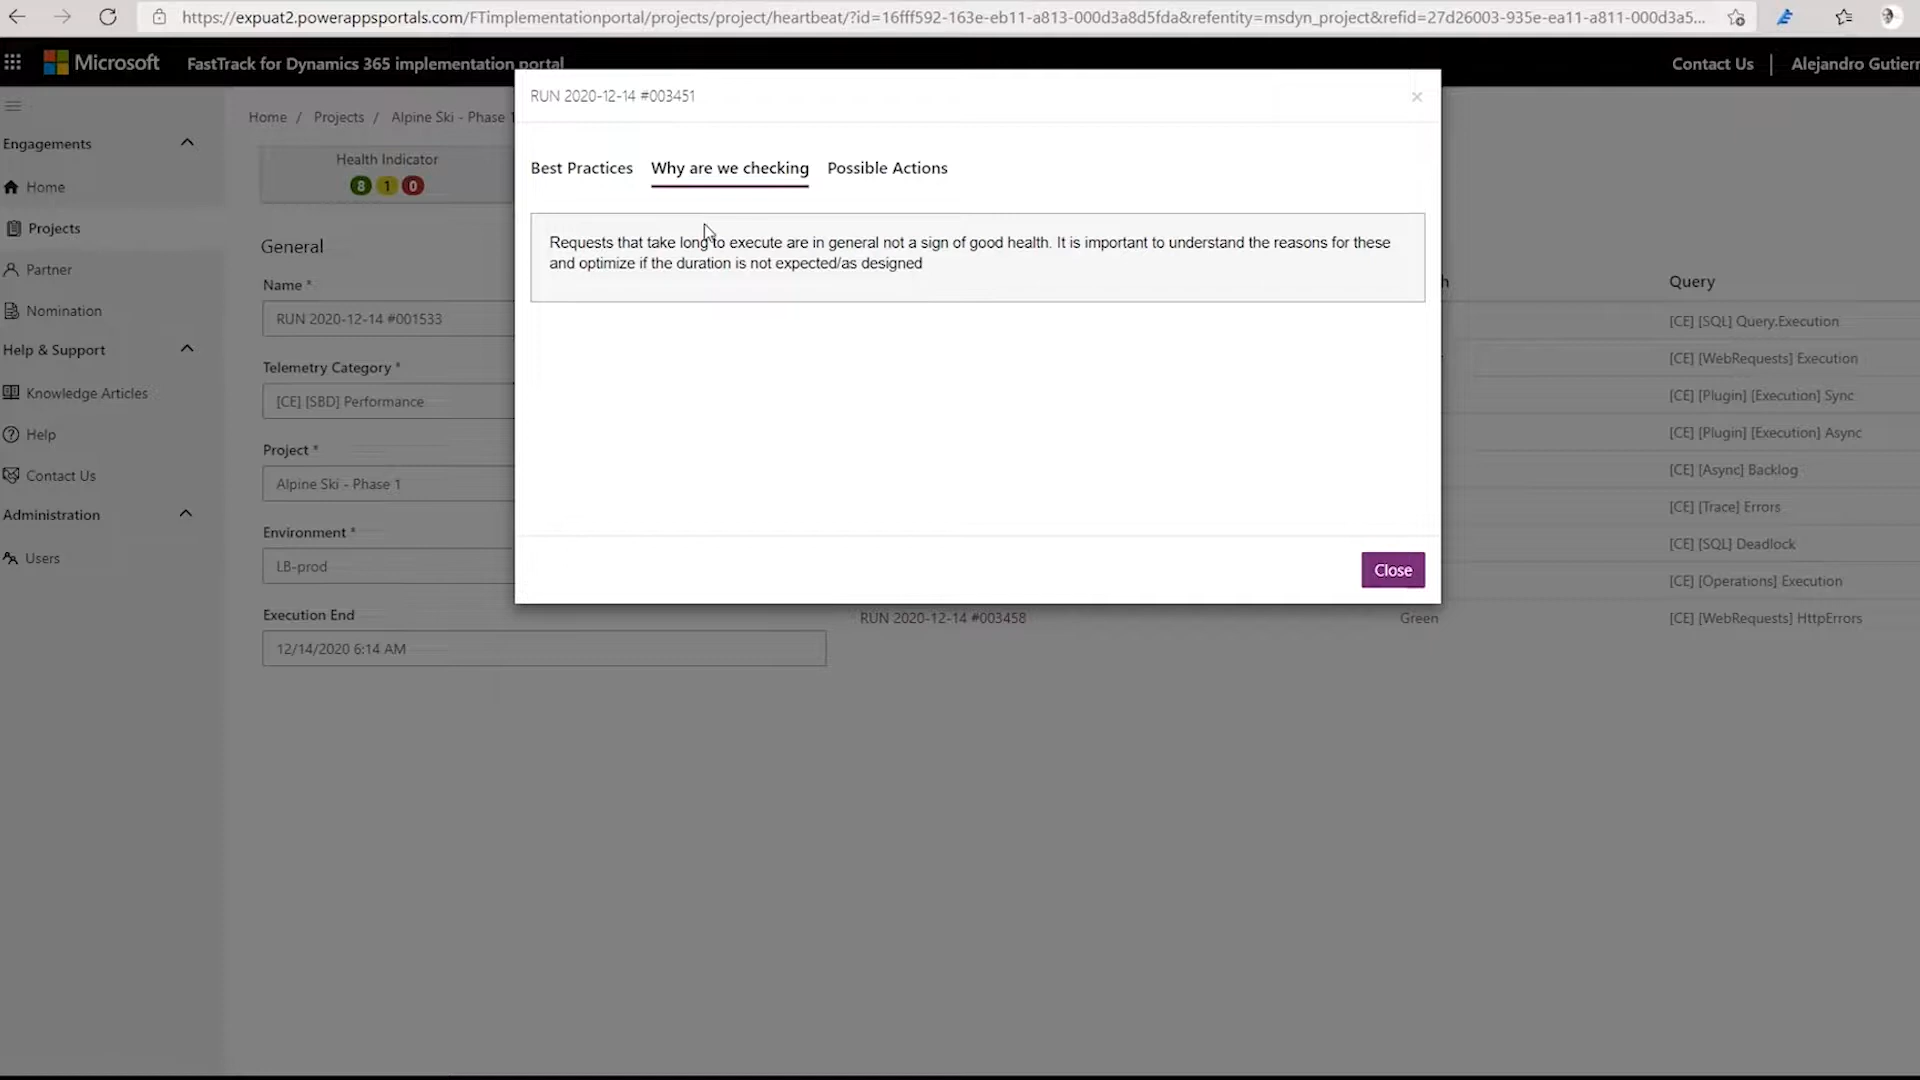 https://expuat2.powerappsportals.com/FTimplementationportal/projects/project/heartbeat/?id=16fff592-163e-eb11-a813-000d3a8d5fda&refentity=msdyn_project&refid=27d26003-935e-ea11-a811-000d3a5...
Microsoft
FastTrack for Dynamics 365 implementation portal
Contact Us
Alejandro Gutierr
RUN 2020-12-14 #003451
×
Best Practices
Why are we checking
Possible Actions
Requests that take long to execute are in general not a sign of good health. It is important to understand the reasons for these
and optimize if the duration is not expected/as designed
Close
Engagements
Home
Projects
Partner
Nomination
Help & Support
Knowledge Articles
Help
Contact Us
Administration
Users
Home / Projects / Alpine Ski - Phase 1
Health Indicator
8 1 0
General
Name *
RUN 2020-12-14 #001533
Telemetry Category *
[CE] [SBD] Performance
Project *
Alpine Ski - Phase 1
Environment *
LB-prod
Execution End
12/14/2020 6:14 AM
h
Query
[CE] [SQL] Query.Execution
[CE] [WebRequests] Execution
[CE] [Plugin] [Execution] Sync
[CE] [Plugin] [Execution] Async
[CE] [Async] Backlog
[CE] [Trace] Errors
[CE] [SQL] Deadlock
[CE] [Operations] Execution
RUN 2020-12-14 #003458
Green
[CE] [WebRequests] HttpErrors